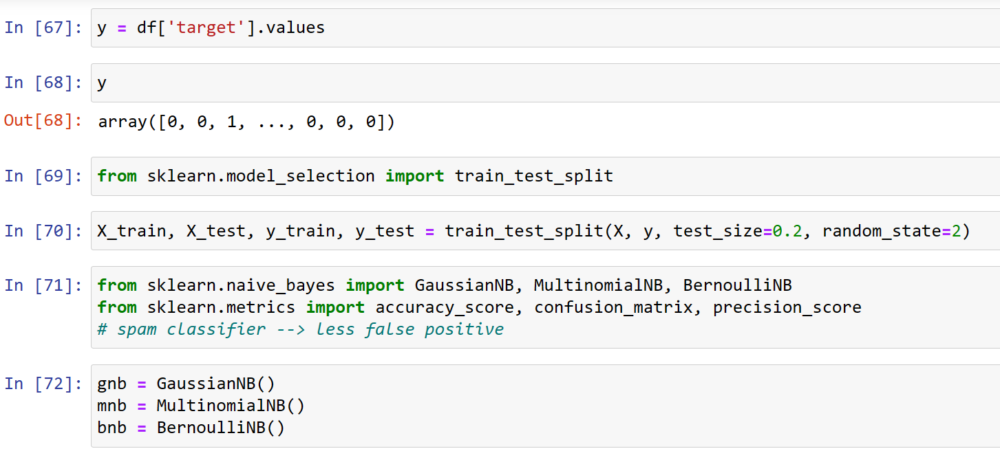 In [67]: y = df['target'].values
In [68]: y
Out[68]: array([0, 0, 1, ..., 0, 0, 0])
In [69]: from sklearn.model_selection import train_test_split
In [70]: X_train, X_test, y_train, y_test = train_test_split(X, y, test_size=0.2, random_state=2)
In [71]: from sklearn.naive_bayes import GaussianNB, MultinomialNB, BernoulliNB
from sklearn.metrics import accuracy_score, confusion_matrix, precision_score
# spam classifier --> less false positive
In [72]: gnb = GaussianNB()
mnb = MultinomialNB()
bnb = BernoulliNB()